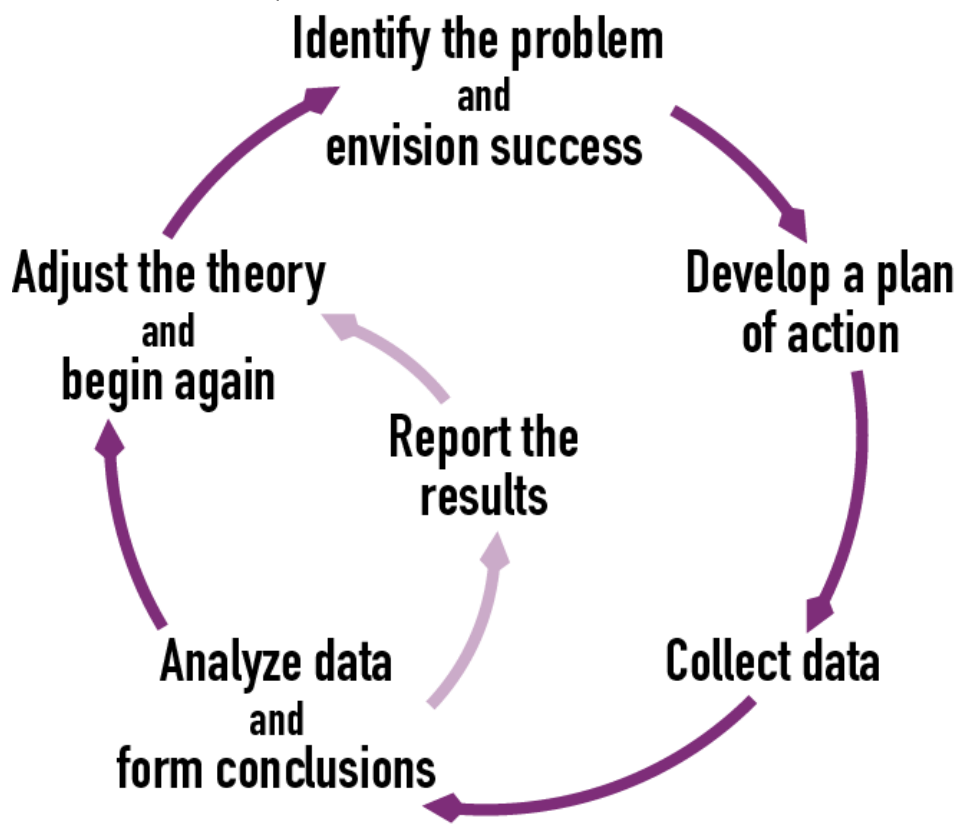 Identify the problem
and
envision success
Develop a plan
of action
Collect data
Analyze data
and
form conclusions
Report the
results
Adjust the theory
and
begin again